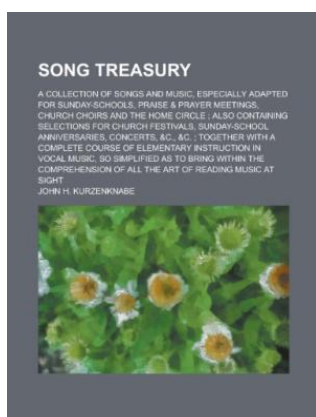 SONG TREASURY
A COLLECTION OF SONGS AND MUSIC, ESPECIALLY ADAPTED
FOR SUNDAY-SCHOOLS, PRAISE & PRAYER MEETINGS,
CHURCH CHOIRS AND THE HOME CIRCLE ; ALSO CONTAINING
SELECTIONS FOR CHURCH FESTIVALS, SUNDAY-SCHOOL
ANNIVERSARIES, CONCERTS, &C., &C. ; TOGETHER WITH A
COMPLETE COURSE OF ELEMENTARY INSTRUCTION IN
VOCAL MUSIC, SO SIMPLIFIED AS TO BRING WITHIN THE
COMPREHENSION OF ALL THE ART OF READING MUSIC AT
SIGHT
JOHN H. KURZENKNABE